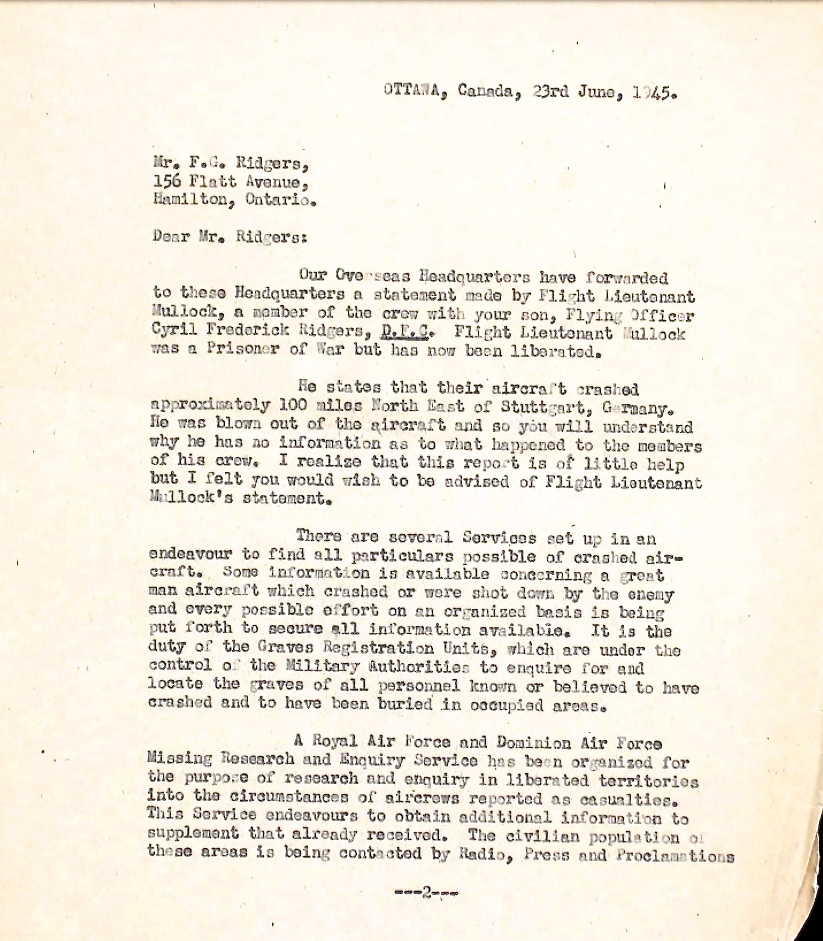 OTTAWA, Canada, 23rd June, 1945.
Mr. F.C. Ridgers,
156 Flatt Avenue,
Hamilton, Ontario.
Dear Mr. Ridgers:
Our Overseas Headquarters have forwarded
to these Headquarters a statement made by Flight Lieutenant
Mullock, a member of the crew with your son, Flying Officer
Cyril Frederick Ridgers, D.F.C. Flight Lieutenant Mullock
was a Prisoner of War but has now been liberated.
He states that their aircraft crashed
approximately 100 miles North East of Stuttgart, Germany.
He was blown out of the aircraft and so you will understand
why he has no information as to what happened to the members
of his crew. I realize that this report is of little help
but I felt you would wish to be advised of Flight Lieutenant
Mullock's statement.
There are several Services set up in an
endeavour to find all particulars possible of crashed air-
craft. Some information is available concerning a great
man aircraft which crashed or were shot down by the enemy
and every possible effort on an organized basis is being
put forth to secure all information available. It is the
duty of the Graves Registration Units, which are under the
control of the Military Authorities to enquire for and
locate the graves of all personnel known or believed to have
crashed and to have been buried in occupied areas.
A Royal Air Force and Dominion Air Force
Missing Research and Enquiry Service has been organized for
the purpose of research and enquiry in liberated territories
into the circumstances of aircrews reported as casualties.
This Service endeavours to obtain additional information to
supplement that already received. The civilian population of
these areas is being contacted by Radio, Press and Proclamations
---2---